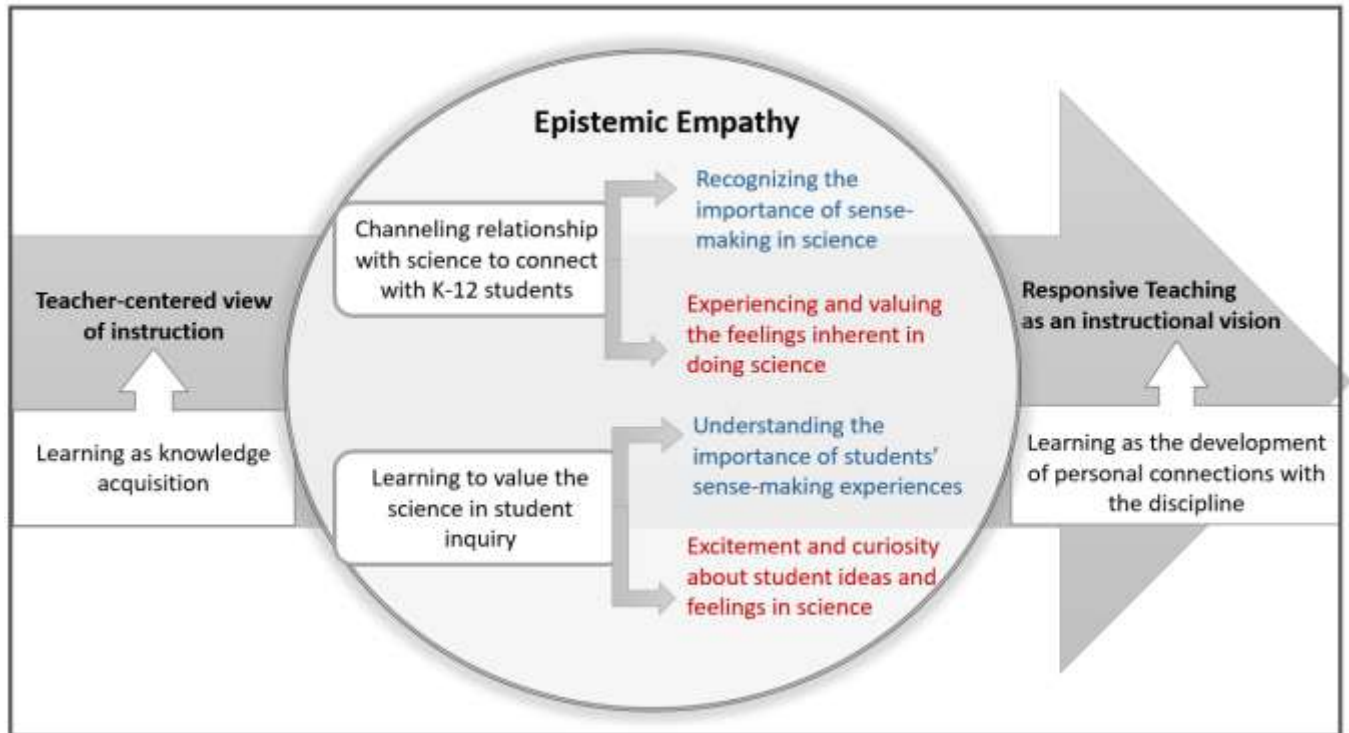 Epistemic Empathy
Teacher-centered view
of instruction
Learning as knowledge
acquisition
Channeling relationship
with science to connect
with K-12 students
Recognizing the
importance of sense-
making in science
Experiencing and valuing
the feelings inherent in
doing science
Learning to value the
science in student
inquiry
Understanding the
importance of students’
sense-making experiences
Excitement and curiosity
about student ideas and
feelings in science
Responsive Teaching
as an instructional vision
Learning as the development
of personal connections with
the discipline